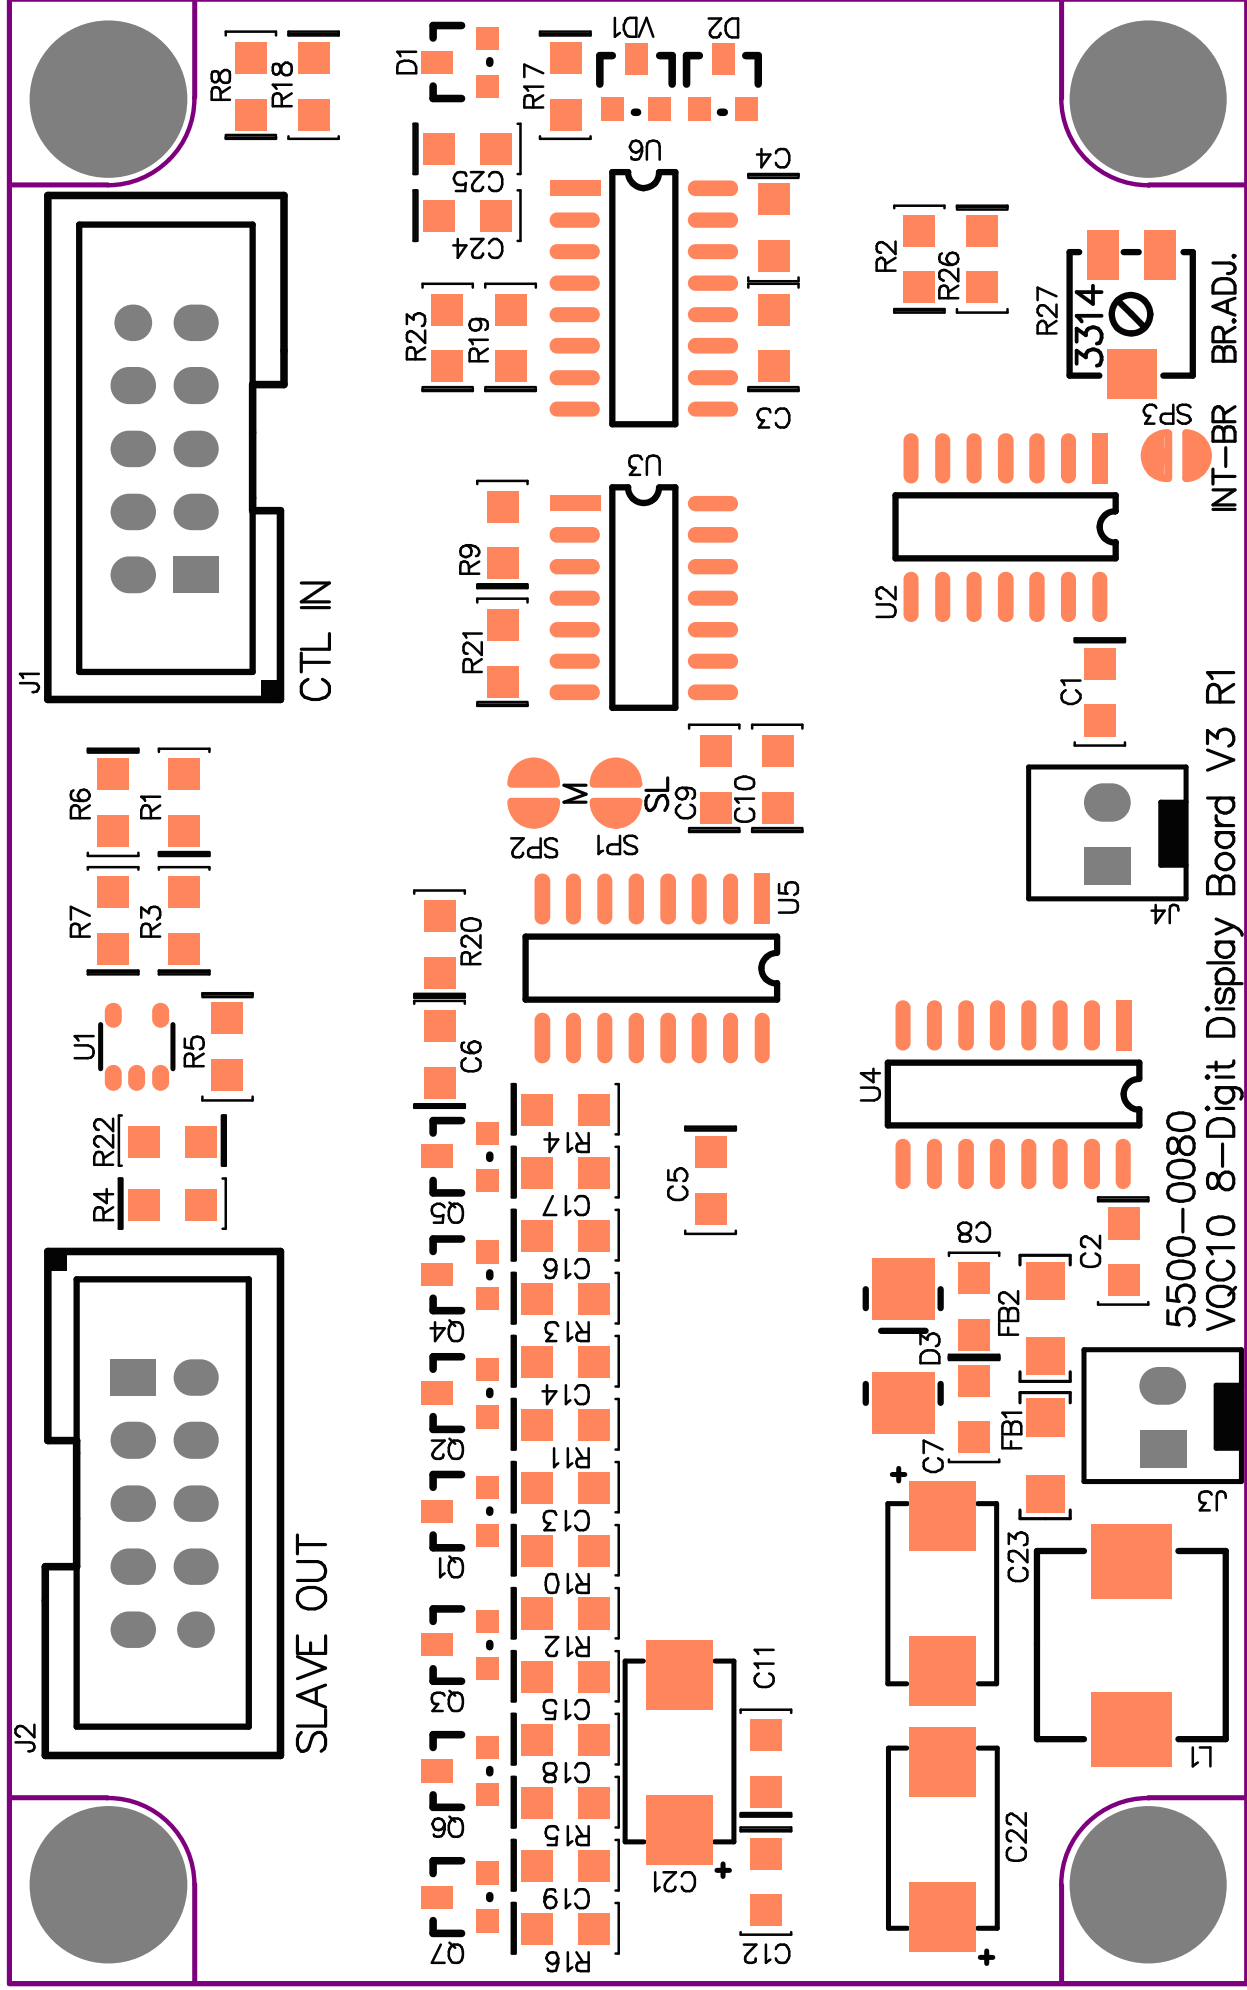 R8
R18
D1
R17
VD1
D2
C25
C24
U6
C4
R23
R19
C3
R2
R26
R27
3314
BR.ADJ.
SP3
INT-BR
J1
CTL IN
R9
R21
U3
U2
C1
R6
R1
R7
R3
SP2
M
SP1
SL
C9
C10
J4
U5
R20
C6
U1
R5
R22
R4
U4
5500-0080
VQC10 8-Digit Display Board V3 R1
Q5
R14
C17
C5
Q4
C16
R13
C8
C2
FB2
D3
Q2
C14
R11
C7
FB1
J3
Q1
C13
R10
C23
J2
SLAVE OUT
Q3
R12
C15
C11
L1
Q6
C18
R15
C21
C22
Q7
C19
R16
C12
+
+
+